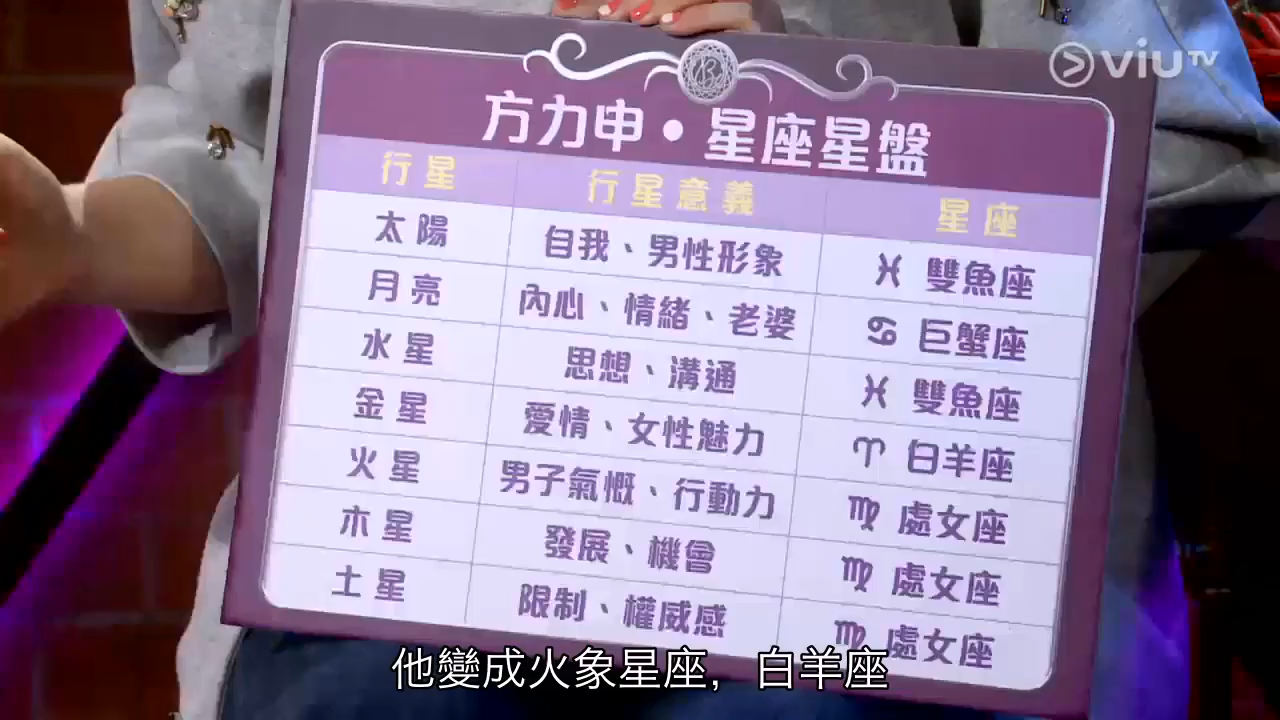 viuTV
方力申•星座星盤
行星 行星意義 星座
太陽 自我、男性形象 ♓ 雙魚座
月亮 內心、情緒、老婆 ♋ 巨蟹座
水星 思想、溝通 ♓ 雙魚座
金星 愛情、女性魅力 ♈ 白羊座
火星 男子氣慨、行動力 ♍ 處女座
木星 發展、機會 ♍ 處女座
土星 限制、權威感 ♍ 處女座
他變成火象星座，白羊座